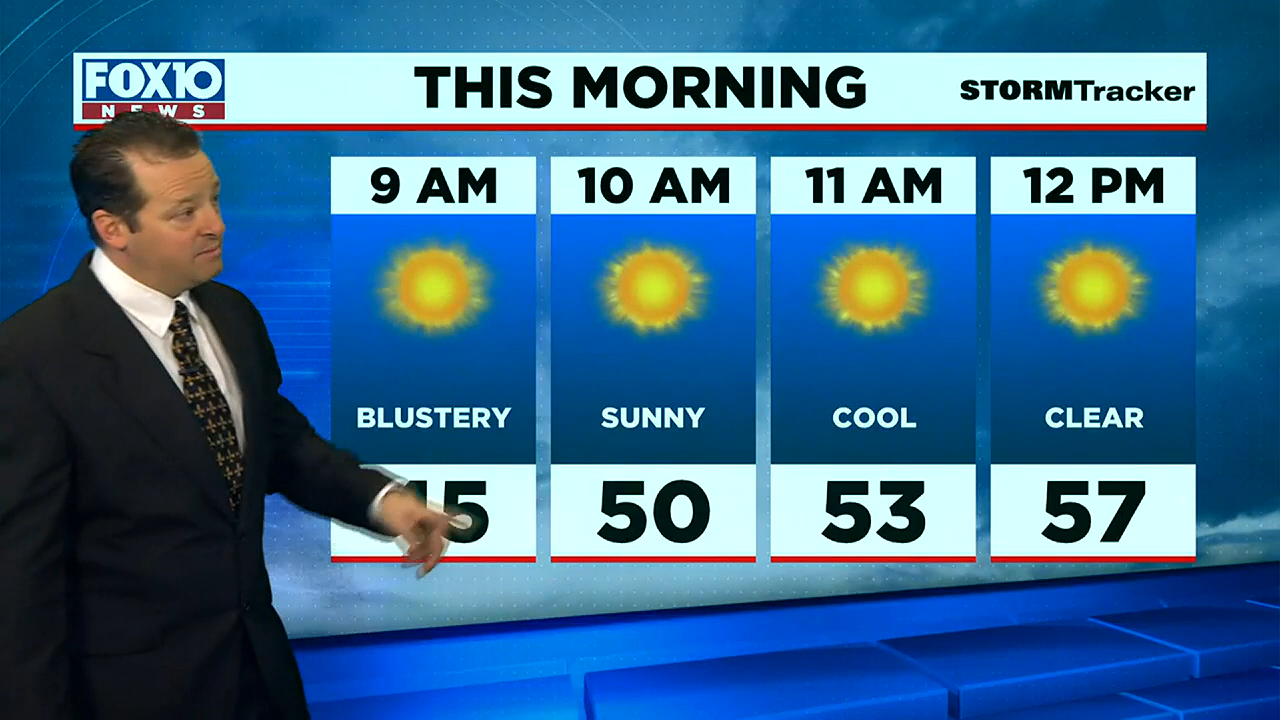 FOX10
NEWS
THIS MORNING
STORMTracker
9 AM
10 AM
11 AM
12 PM
BLUSTERY
SUNNY
COOL
CLEAR
50
53
57